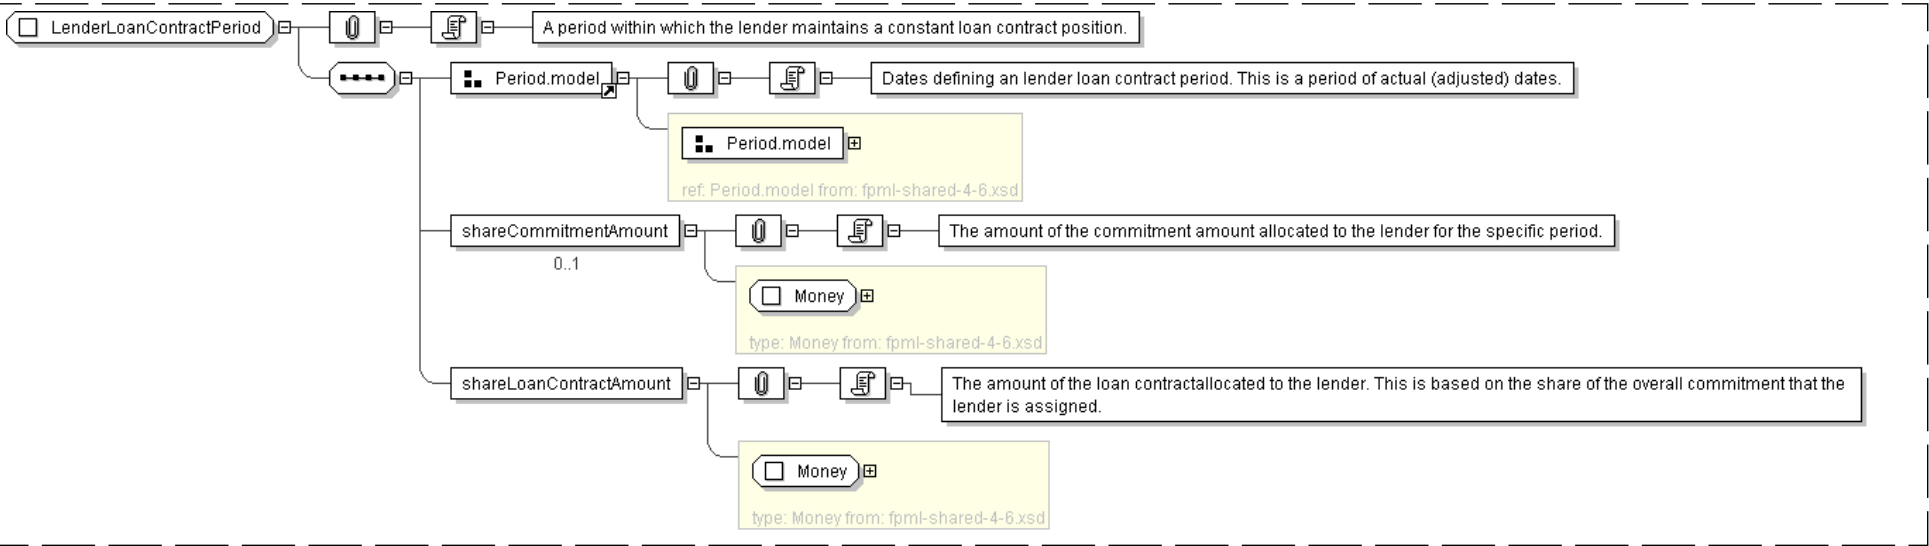 LenderLoanContractPeriod
A period within which the lender maintains a constant loan contract position.
Period.model
Dates defining an lender loan contract period. This is a period of actual (adjusted) dates.
Period.model
ref: Period.model from: fpml-shared-4-6.xsd
shareCommitmentAmount
The amount of the commitment amount allocated to the lender for the specific period.
0..1
Money
type: Money from: fpml-shared-4-6.xsd
shareLoanContractAmount
The amount of the loan contractallocated to the lender. This is based on the share of the overall commitment that the
lender is assigned.
Money
type: Money from: fpml-shared-4-6.xsd